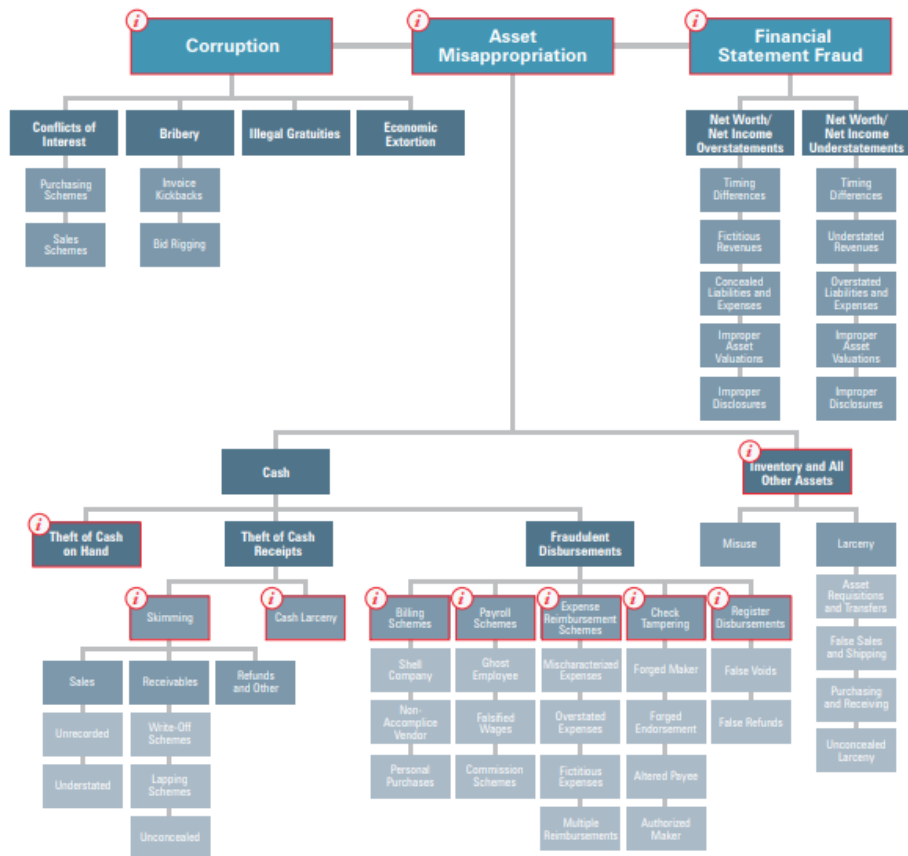 i
Corruption
i
Asset
Misappropriation
i
Financial
Statement Fraud
Conflicts of
Interest
Bribery
Illegal Gratuities
Economic
Extortion
Net Worth/
Net Income
Overstatements
Net Worth/
Net Income
Understatements
Purchasing
Schemes
Sales
Schemes
Invoice
Kickbacks
Bid Rigging
Timing
Differences
Fictitious
Revenues
Concealed
Liabilities and
Expenses
Improper
Asset
Valuations
Improper
Disclosures
Timing
Differences
Understated
Revenues
Overstated
Liabilities and
Expenses
Improper
Asset
Valuations
Improper
Disclosures
Cash
i
Inventory and All
Other Assets
i
Theft of Cash
on Hand
Theft of Cash
Receipts
Fraudulent
Disbursements
Misuse
Larceny
i
Skimming
i
Cash Larceny
i
Billing
Schemes
i
Payroll
Schemes
i
Expense
Reimbursement
Schemes
i
Check
Tampering
i
Register
Disbursements
Asset
Requisitions
and Transfers
False Sales
and Shipping
Purchasing
and Receiving
Unconcealed
Larceny
Sales
Receivables
Refunds
and Other
Unrecorded
Understated
Write-Off
Schemes
Lapping
Schemes
Unconcealed
Shell
Company
Non-
Accomplice
Vendor
Personal
Purchases
Ghost
Employee
Falsified
Wages
Commission
Schemes
Mischaracterized
Expenses
Overstated
Expenses
Fictitious
Expenses
Multiple
Reimbursements
Forged Maker
Forged
Endorsement
Altered Payee
Authorized
Maker
False Voids
False Refunds